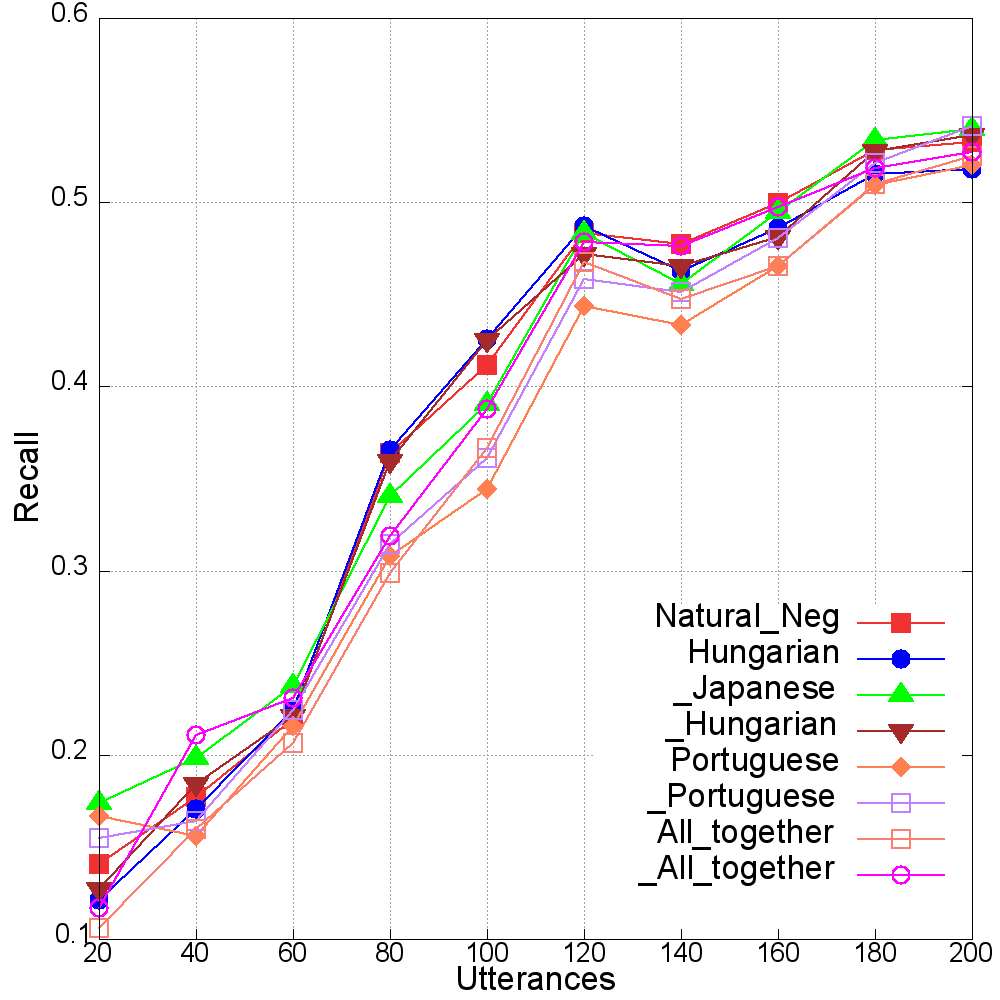 0.6
0.5
0.4
0.3
0.2
0.1
Recall
Natural_Neg
Hungarian
_Japanese
_Hungarian
Portuguese
_Portuguese
All_together
_All_together
20 40 60 80 100 120 140 160 180 200
Utterances